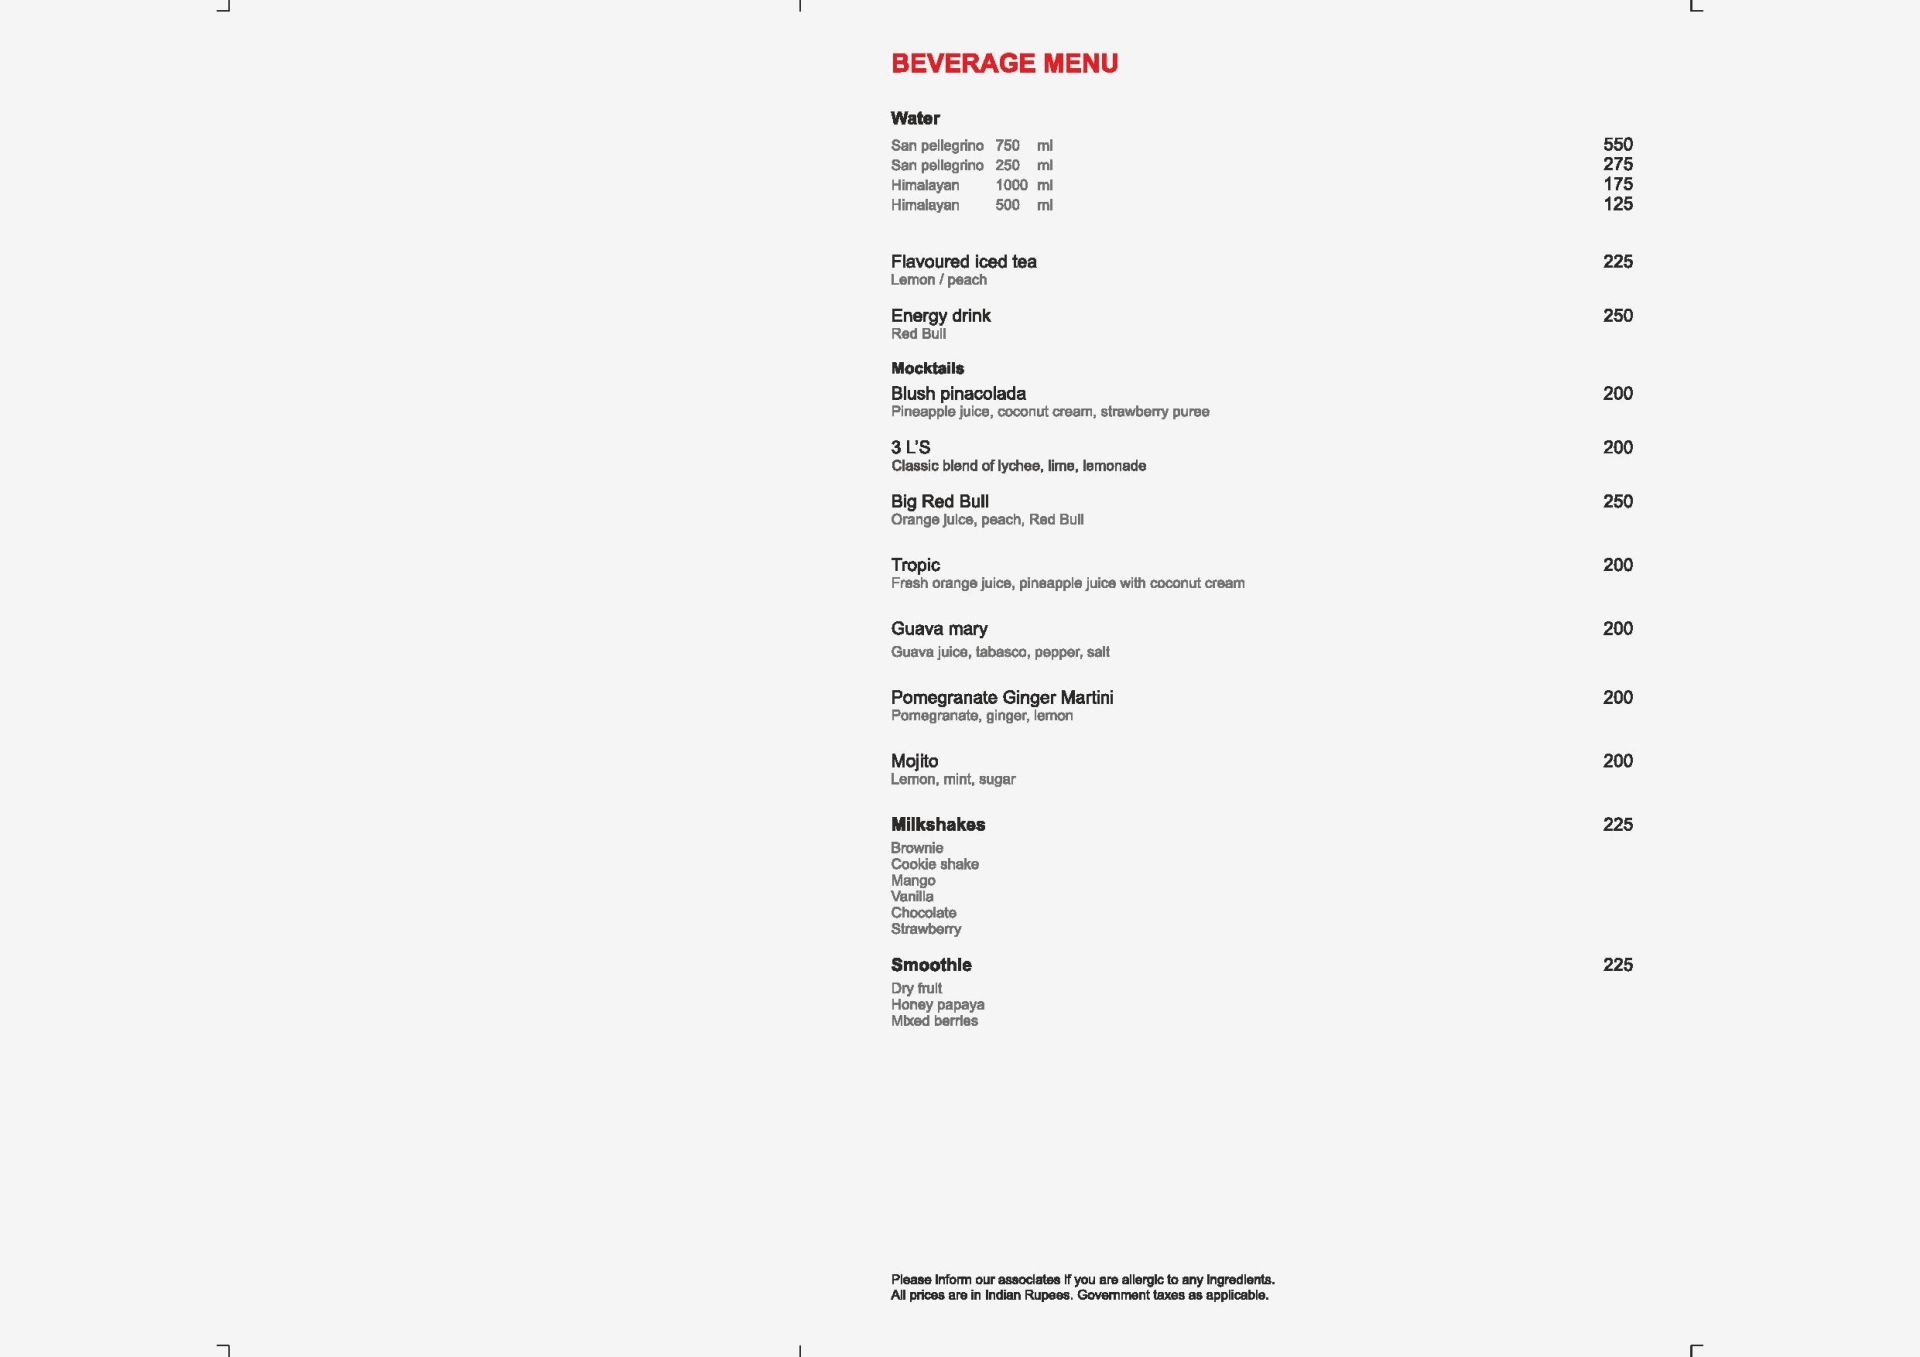 BEVERAGE MENU
Water
San pellegrino 750 ml 550
San pellegrino 250 ml 275
Himalayan 1000 ml 175
Himalayan 500 ml 125
Flavoured iced tea 225
Lemon / peach
Energy drink 250
Red Bull
Mocktails
Blush pinacolada 200
Pineapple juice, coconut cream, strawberry puree
3 L’S 200
Classic blend of lychee, lime, lemonade
Big Red Bull 250
Orange juice, peach, Red Bull
Tropic 200
Fresh orange juice, pineapple juice with coconut cream
Guava mary 200
Guava juice, tabasco, pepper, salt
Pomegranate Ginger Martini 200
Pomegranate, ginger, lemon
Mojito 200
Lemon, mint, sugar
Milkshakes 225
Brownie
Cookie shake
Mango
Vanilla
Chocolate
Strawberry
Smoothie 225
Dry fruit
Honey papaya
Mixed berries
Please inform our associates if you are allergic to any ingredients.
All prices are in Indian Rupees. Government taxes as applicable.